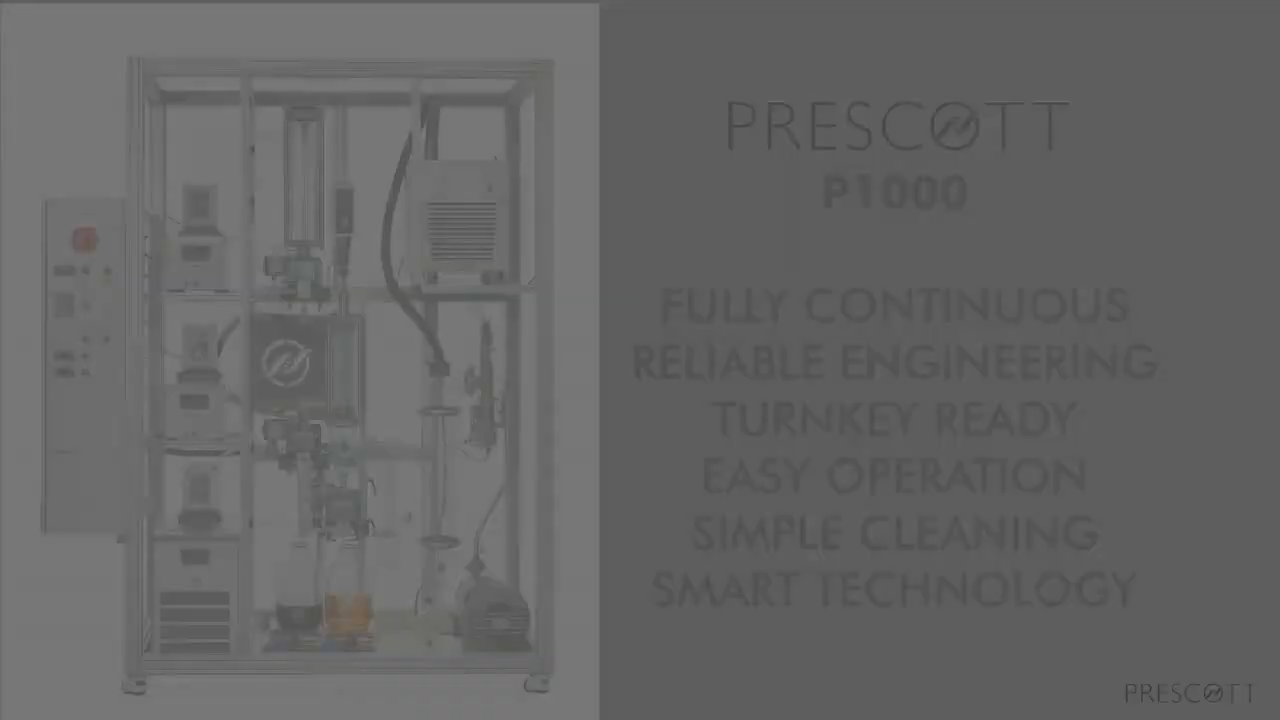 PRESCOTT
P1000
FULLY CONTINUOUS
RELIABLE ENGINEERING
TURNKEY READY
EASY OPERATION
SIMPLE CLEANING
SMART TECHNOLOGY
PRESCOTT